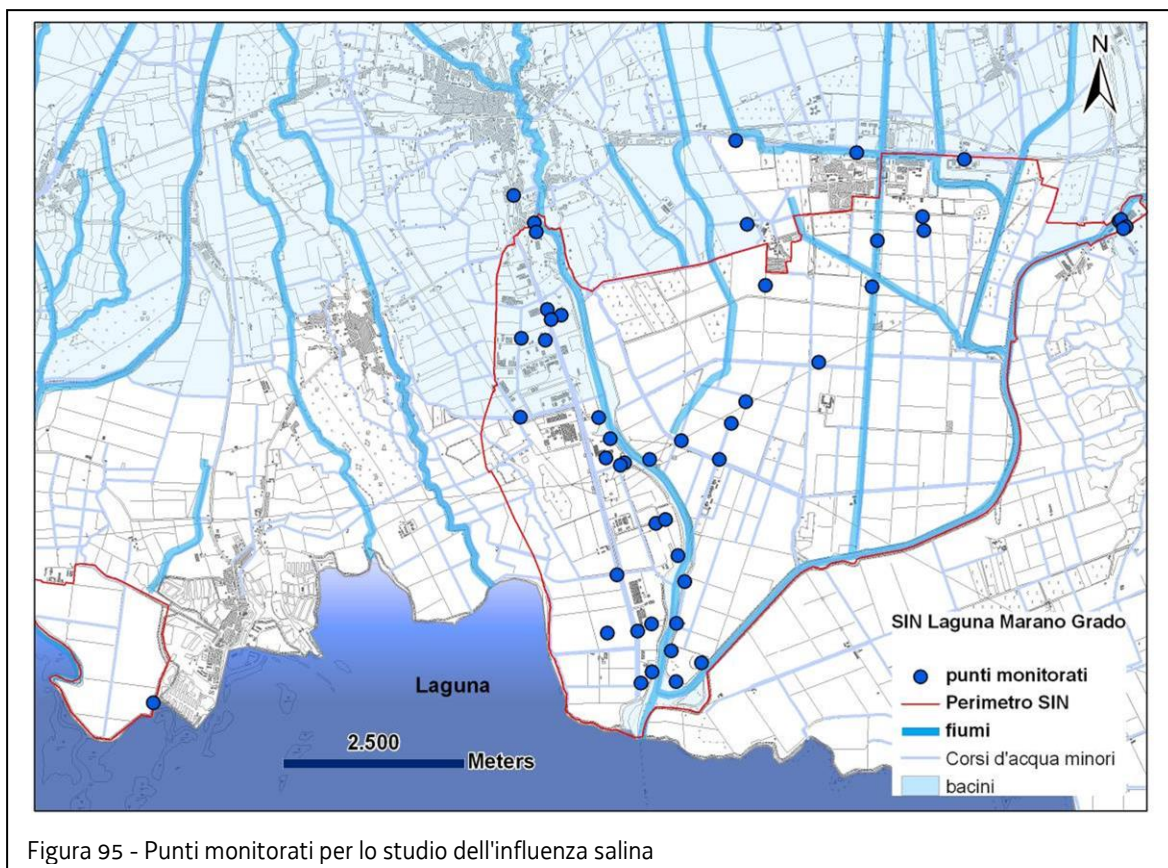 N
SIN Laguna Marano Grado
punti monitorati
Perimetro SIN
fiumi
Corsi d'acqua minori
bacini
Laguna
2.500
Meters
Figura 95 - Punti monitorati per lo studio dell'influenza salina